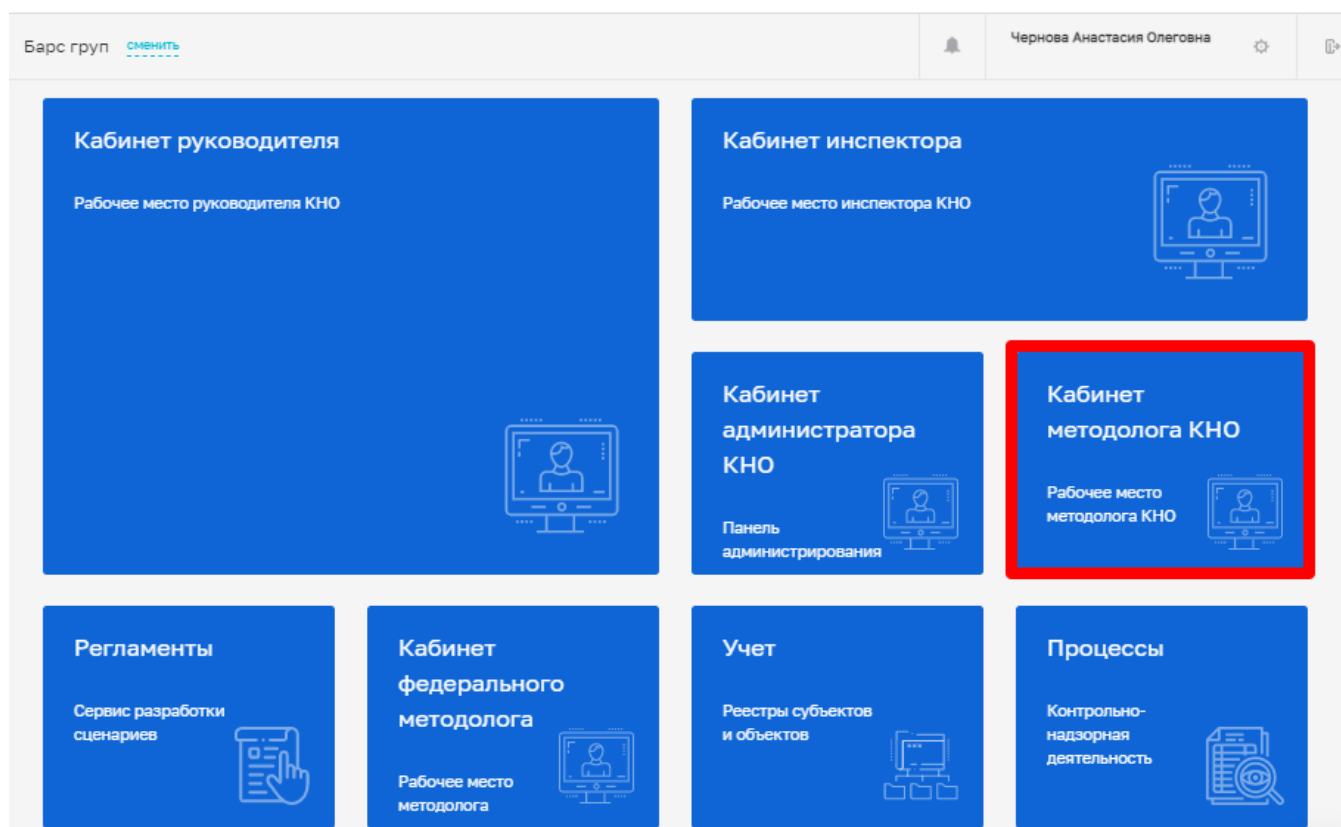 Барс груп сменить
Чернова Анастасия Олеговна
Кабинет руководителя
Рабочее место руководителя КНО
Кабинет инспектора
Рабочее место инспектора КНО
Кабинет
администратора
КНО
Панель
администрирования
Кабинет
методолога КНО
Рабочее место
методолога КНО
Регламенты
Сервис разработки
сценариев
Кабинет
федерального
методолога
Рабочее место
методолога
Учет
Реестры субъектов
и объектов
Процессы
Контрольно-
надзорная
деятельность